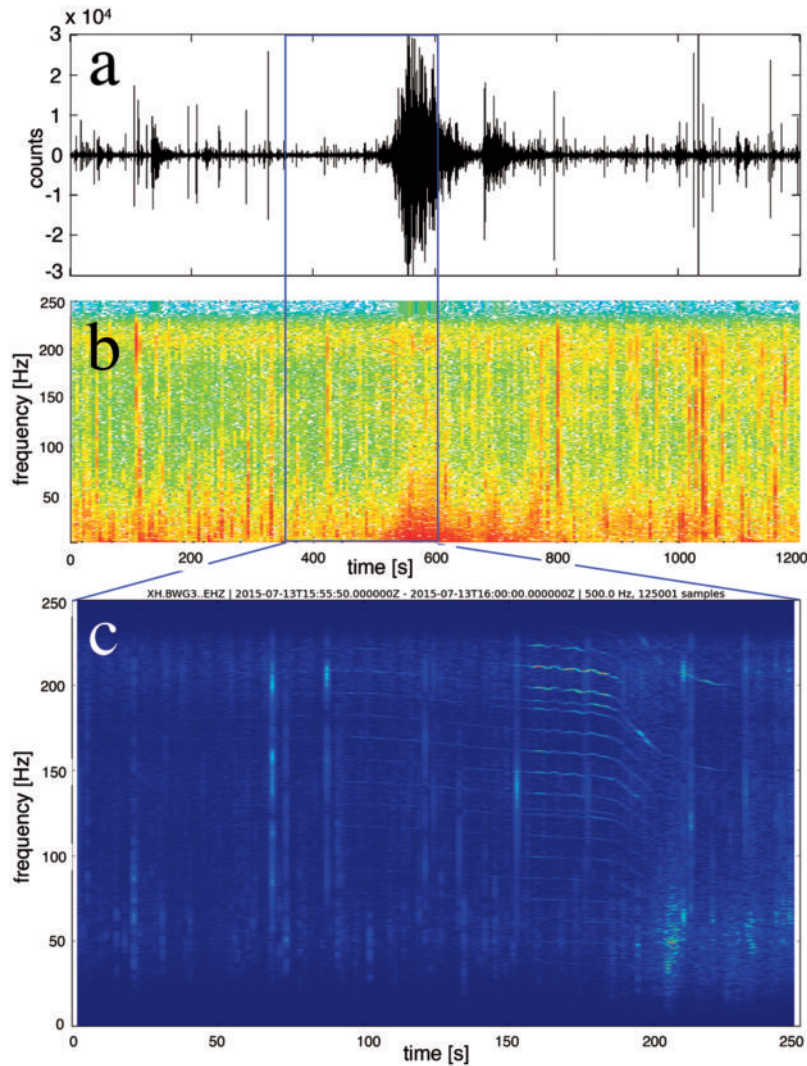 x 10⁴
3
2
1
0
-1
-2
-3
counts
a
250
200
150
100
50
frequency [Hz]
b
0 200 400 600 800 1000 1200
time [s]
XH.BWG3..EHZ | 2015-07-13T15:55:50.000000Z - 2015-07-13T16:00:00.000000Z | 500.0 Hz, 125001 samples
250
200
150
100
50
0
frequency [Hz]
c
0 50 100 150 200 250
time [s]